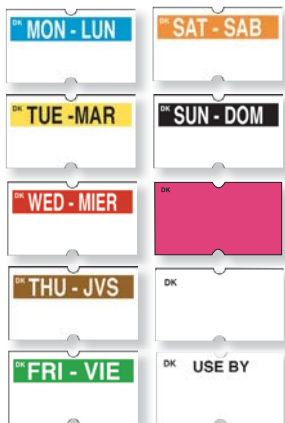 DK MON - LUN
DK SAT - SAB
DK TUE -MAR
DK SUN - DOM
DK WED - MIER
DK
DK THU - JVS
DK
DK FRI - VIE
DK USE BY